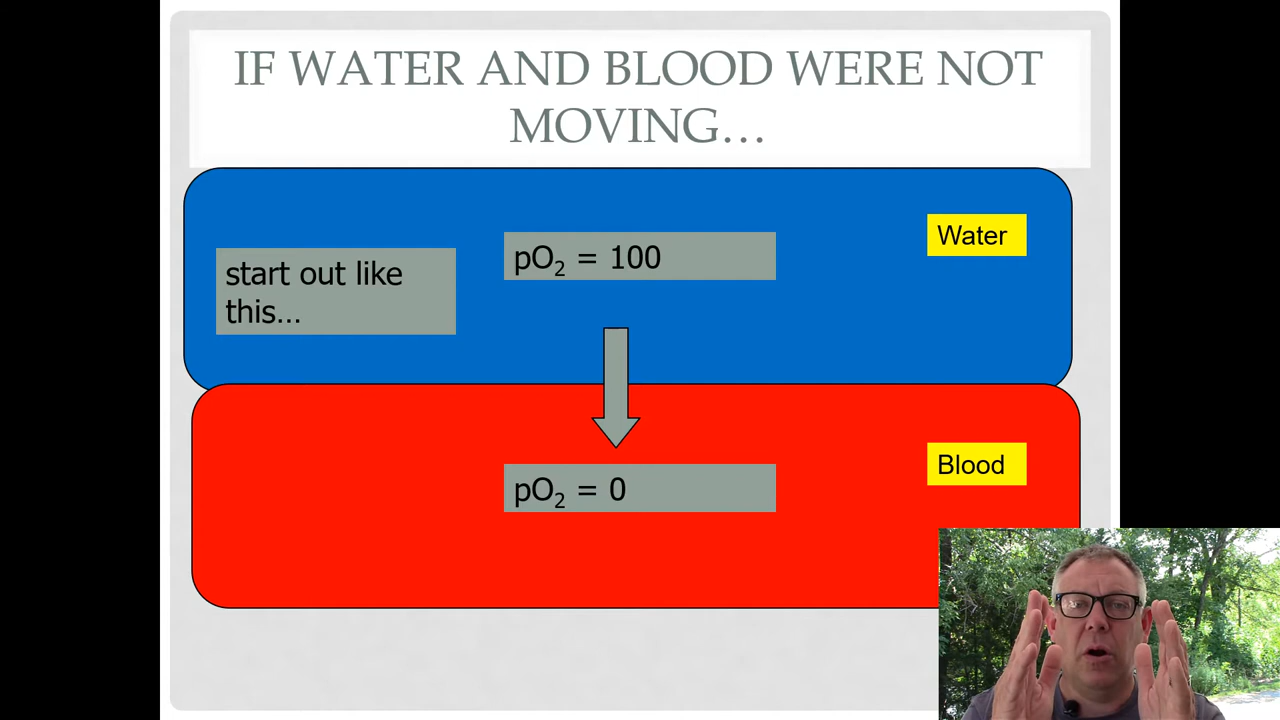 IF WATER AND BLOOD WERE NOT
MOVING…
Water
pO₂ = 100
start out like
this…
Blood
pO₂ = 0